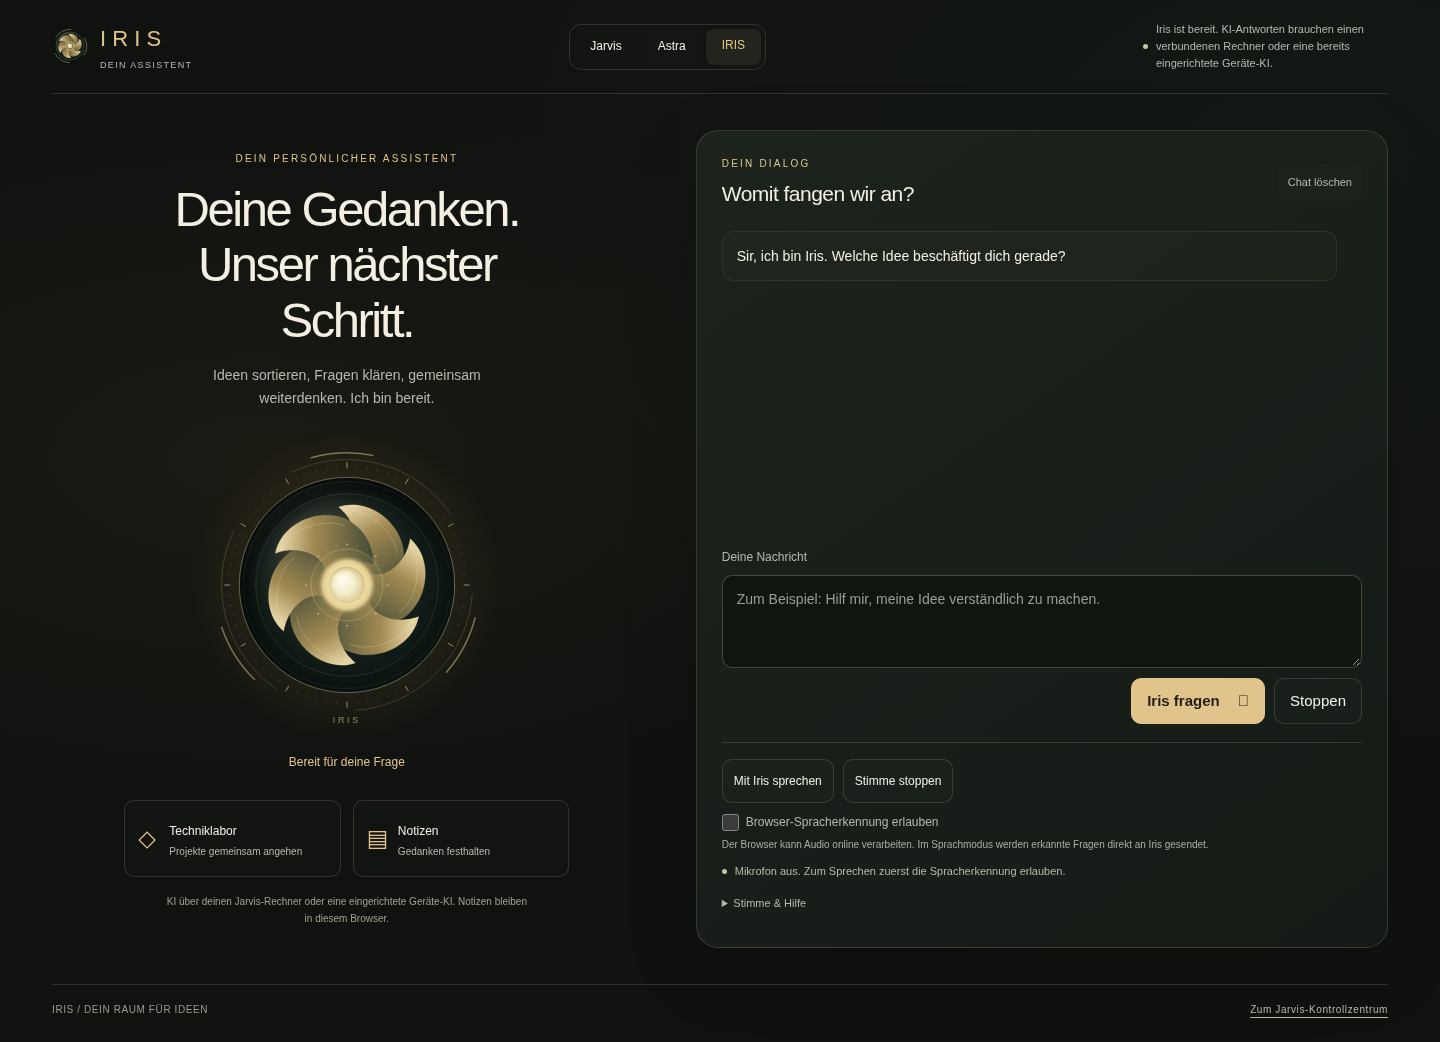 IRIS
DEIN ASSISTENT
Jarvis
Astra
IRIS
Iris ist bereit. KI-Antworten brauchen einen
verbundenen Rechner oder eine bereits
eingerichtete Geräte-KI.
DEIN PERSÖNLICHER ASSISTENT
Deine Gedanken.
Unser nächster
Schritt.
Ideen sortieren, Fragen klären, gemeinsam
weiterdenken. Ich bin bereit.
IRIS
Bereit für deine Frage
Techniklabor
Projekte gemeinsam angehen
Notizen
Gedanken festhalten
KI über deinen Jarvis-Rechner oder eine eingerichtete Geräte-KI. Notizen bleiben
in diesem Browser.
DEIN DIALOG
Womit fangen wir an?
Chat löschen
Sir, ich bin Iris. Welche Idee beschäftigt dich gerade?
Deine Nachricht
Zum Beispiel: Hilf mir, meine Idee verständlich zu machen.
Iris fragen
Stoppen
Mit Iris sprechen
Stimme stoppen
Browser-Spracherkennung erlauben
Der Browser kann Audio online verarbeiten. Im Sprachmodus werden erkannte Fragen direkt an Iris gesendet.
Mikrofon aus. Zum Sprechen zuerst die Spracherkennung erlauben.
Stimme & Hilfe
IRIS / DEIN RAUM FÜR IDEEN
Zum Jarvis-Kontrollzentrum